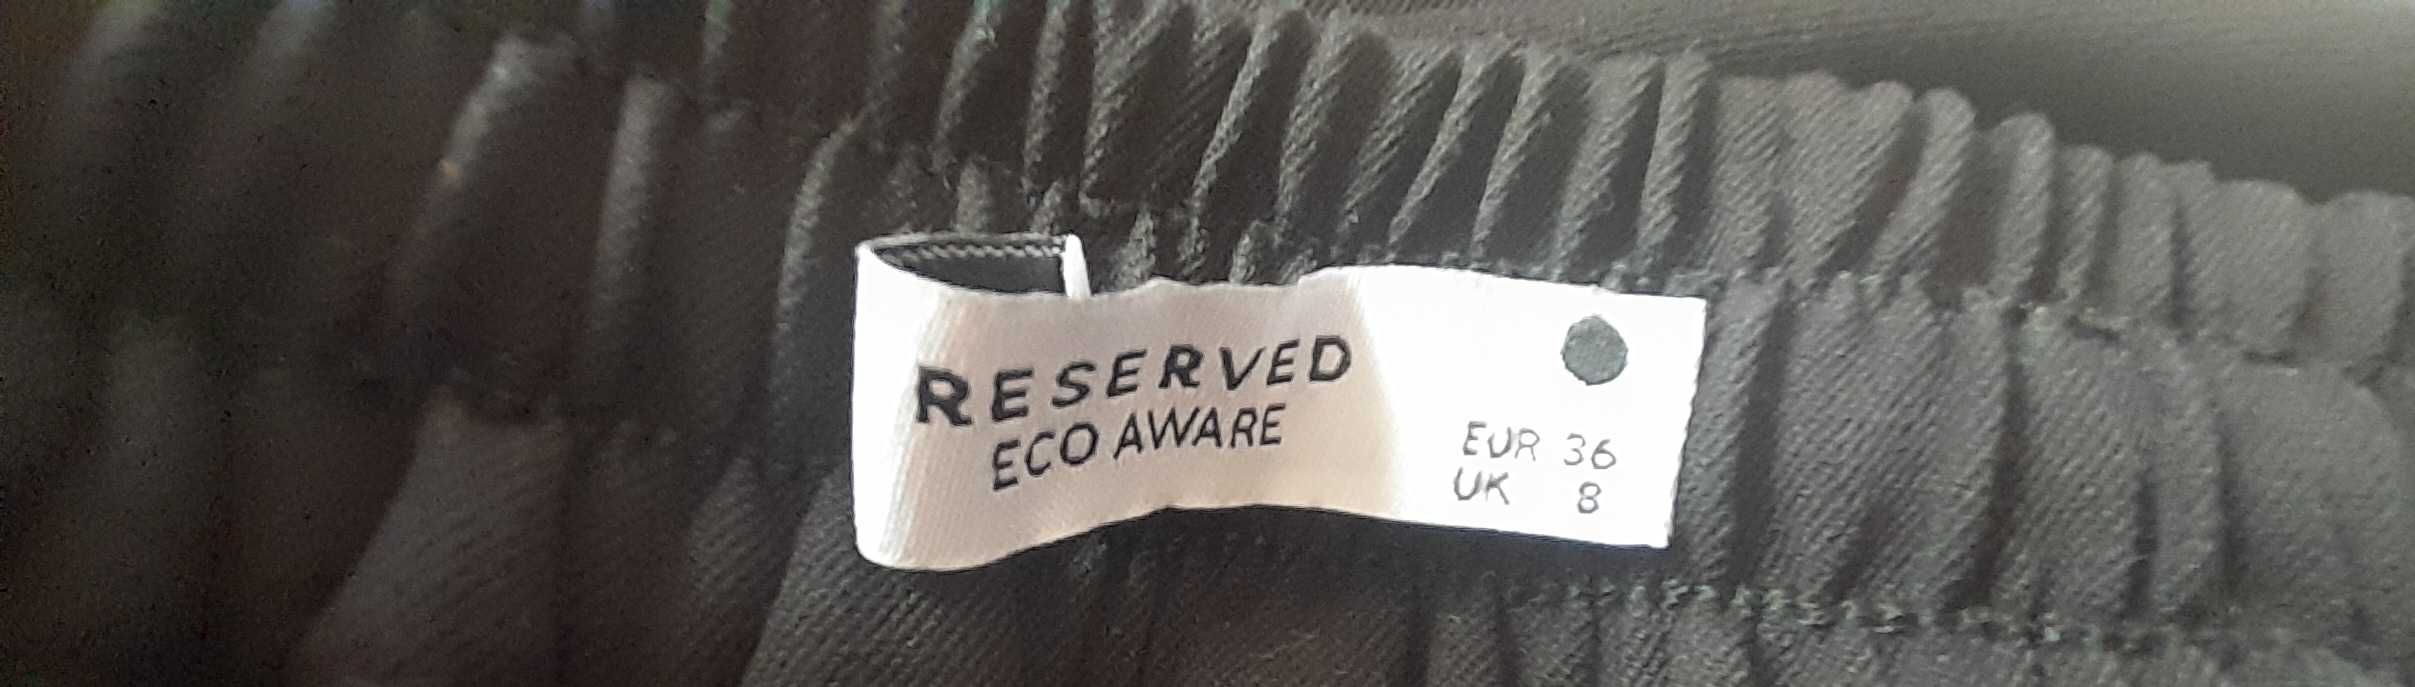 RESERVED
ECO AWARE
EUR 36
UK 8